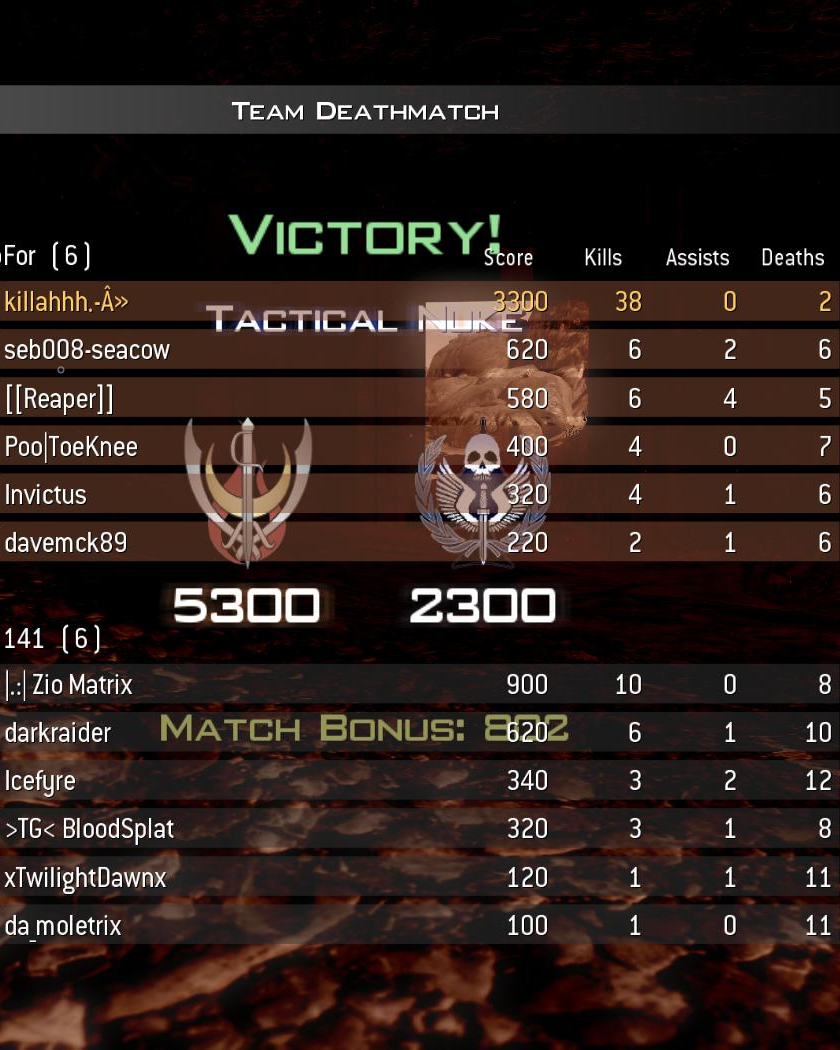 Team Deathmatch
Victory!
oFor (6) Score Kills Assists Deaths
killahhh.-Â» 3300 38 0 2
Tactical Nuke
seb008-seacow 620 6 2 6
[[Reaper]] 580 6 4 5
Poo|ToeKnee 400 4 0 7
Invictus 320 4 1 6
davemck89 220 2 1 6
5300 2300
141 (6)
|.:| Zio Matrix 900 10 0 8
Match Bonus:
darkraider 620 6 1 10
Icefyre 340 3 2 12
>TG< BloodSplat 320 3 1 8
xTwilightDawnx 120 1 1 11
da_moletrix 100 1 0 11